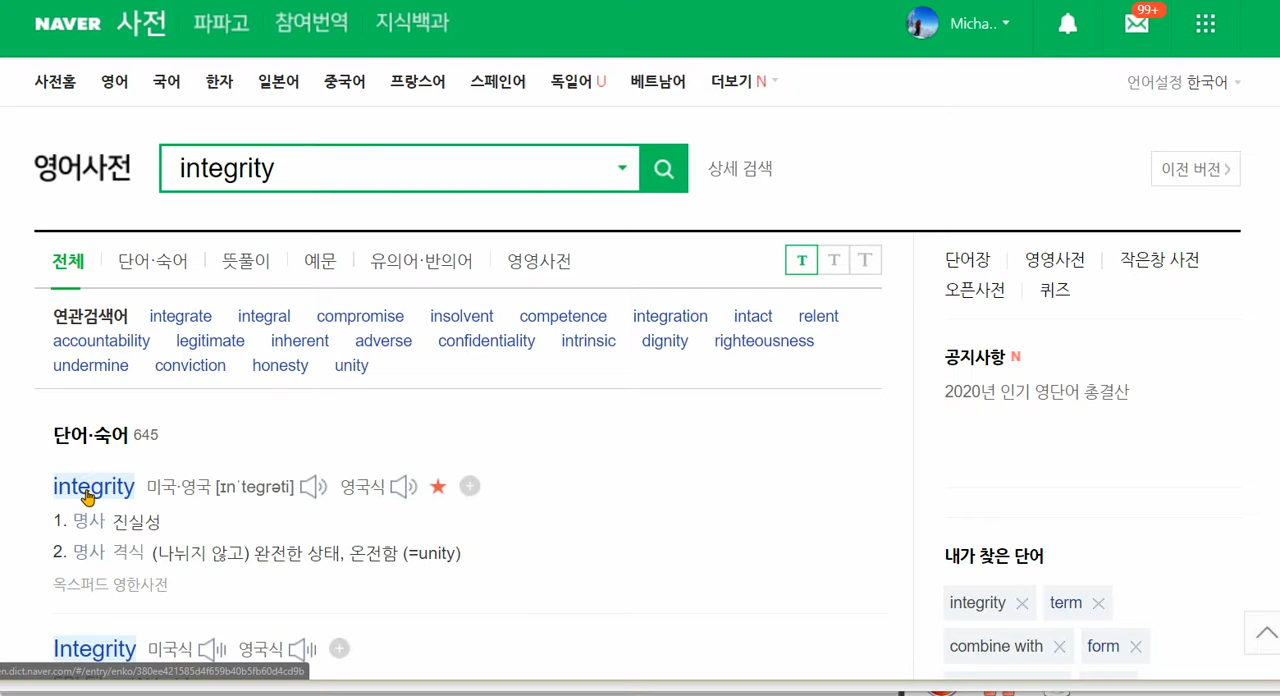 NAVER 사전 파파고 참여번역 지식백과 Micha.. 99+
사전홈 영어 국어 한자 일본어 중국어 프랑스어 스페인어 독일어 U 베트남어 더보기 N 언어설정 한국어
영어사전 integrity 상세 검색 이전 버전
전체 단어·숙어 뜻풀이 예문 유의어·반의어 영영사전 T T T
연관검색어 integrate integral compromise insolvent competence integration intact relent
accountability legitimate inherent adverse confidentiality intrinsic dignity righteousness
undermine conviction honesty unity
단어·숙어 645
integrity 미국·영국 [ɪnˈteɡrəti] 영국식
1. 명사 진실성
2. 명사 격식 (나뉘지 않고) 완전한 상태, 온전함 (=unity)
옥스퍼드 영한사전
Integrity 미국식 영국식
en.dict.naver.com/#/entry/enko/380ee421585d4f659b40b5fb60d4cd9b
단어장 영영사전 작은창 사전
오픈사전 퀴즈
공지사항 N
2020년 인기 영단어 총결산
내가 찾은 단어
integrity term
combine with form